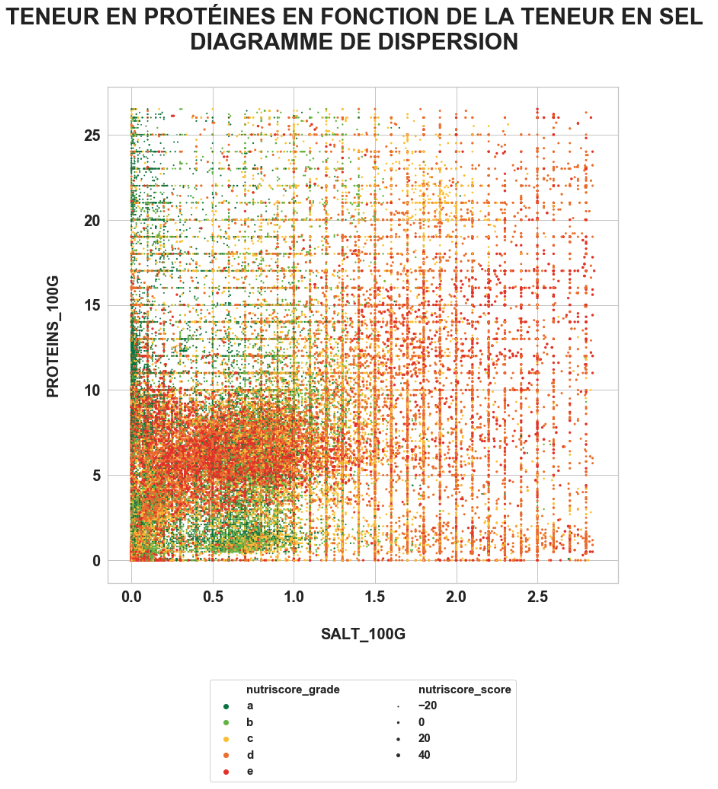 TENEUR EN PROTÉINES EN FONCTION DE LA TENEUR EN SEL
DIAGRAMME DE DISPERSION
25
20
15
10
5
0
PROTEINS_100G
0.0 0.5 1.0 1.5 2.0 2.5
SALT_100G
nutriscore_grade nutriscore_score
a −20
b 0
c 20
d 40
e